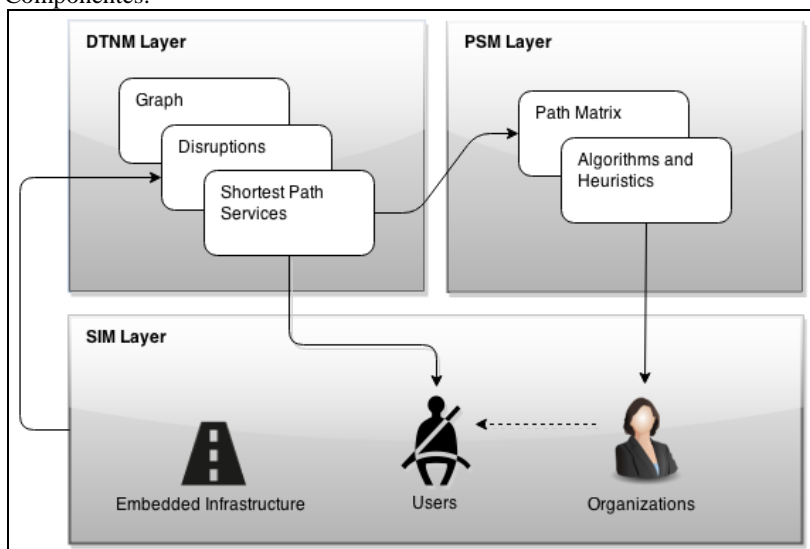 Componentes:
DTNM Layer
Graph
Disruptions
Shortest Path
Services
PSM Layer
Path Matrix
Algorithms and
Heuristics
SIM Layer
Embedded Infrastructure
Users
Organizations